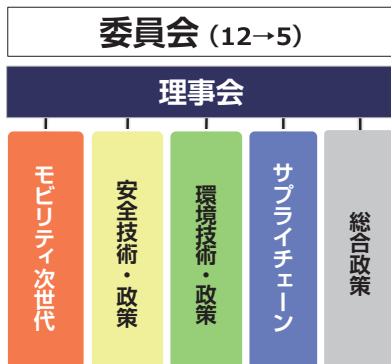 委員会（12→5）
理事会
モビリティ次世代
安全技術・政策
環境技術・政策
サプライチェーン
総合政策